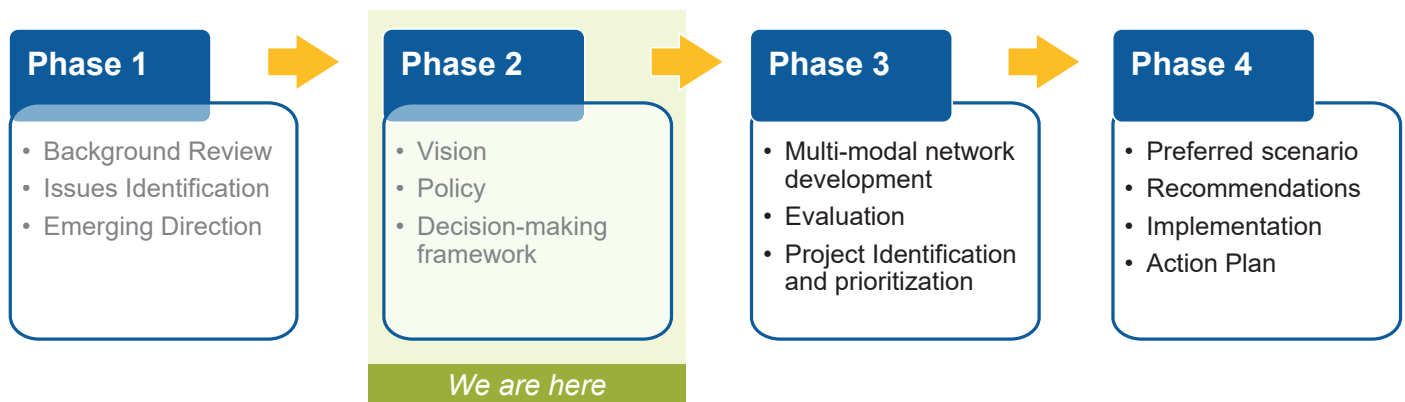 Phase 1
• Background Review
• Issues Identification
• Emerging Direction
Phase 2
• Vision
• Policy
• Decision-making
framework
We are here
Phase 3
• Multi-modal network
development
• Evaluation
• Project Identification
and prioritization
Phase 4
• Preferred scenario
• Recommendations
• Implementation
• Action Plan